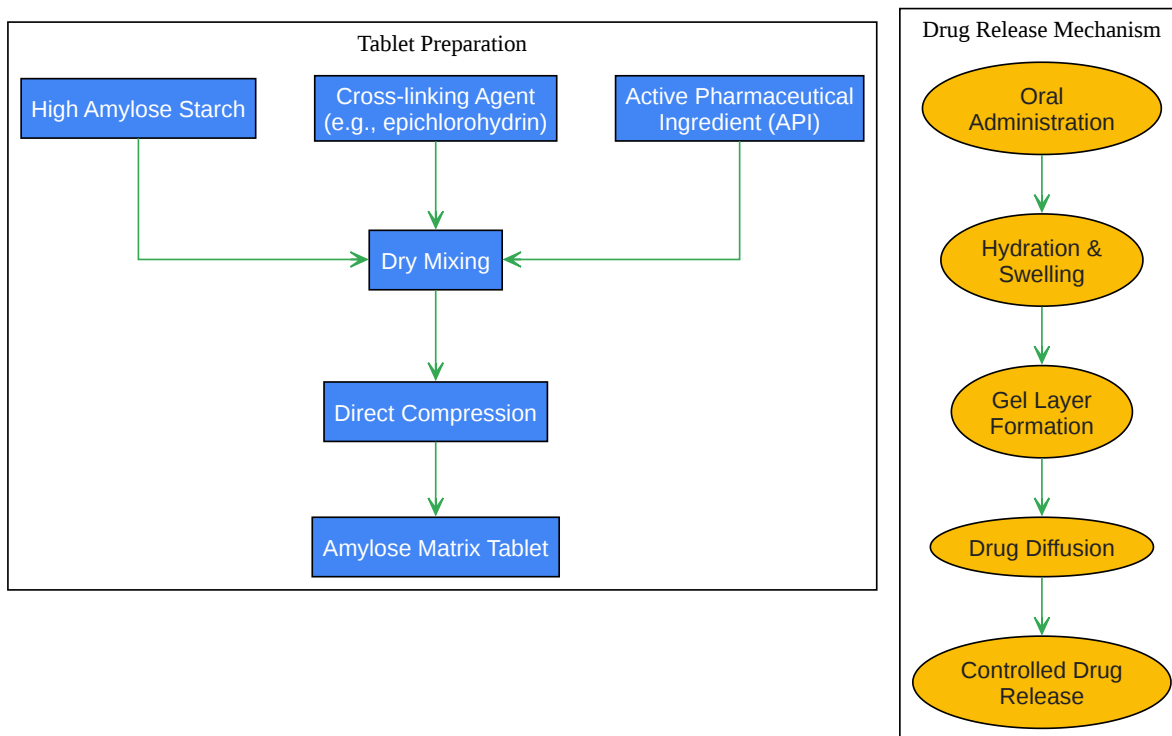 Tablet Preparation
High Amylose Starch
Cross-linking Agent
(e.g., epichlorohydrin)
Active Pharmaceutical
Ingredient (API)
Dry Mixing
Direct Compression
Amylose Matrix Tablet
Drug Release Mechanism
Oral
Administration
Hydration &
Swelling
Gel Layer
Formation
Drug Diffusion
Controlled Drug
Release